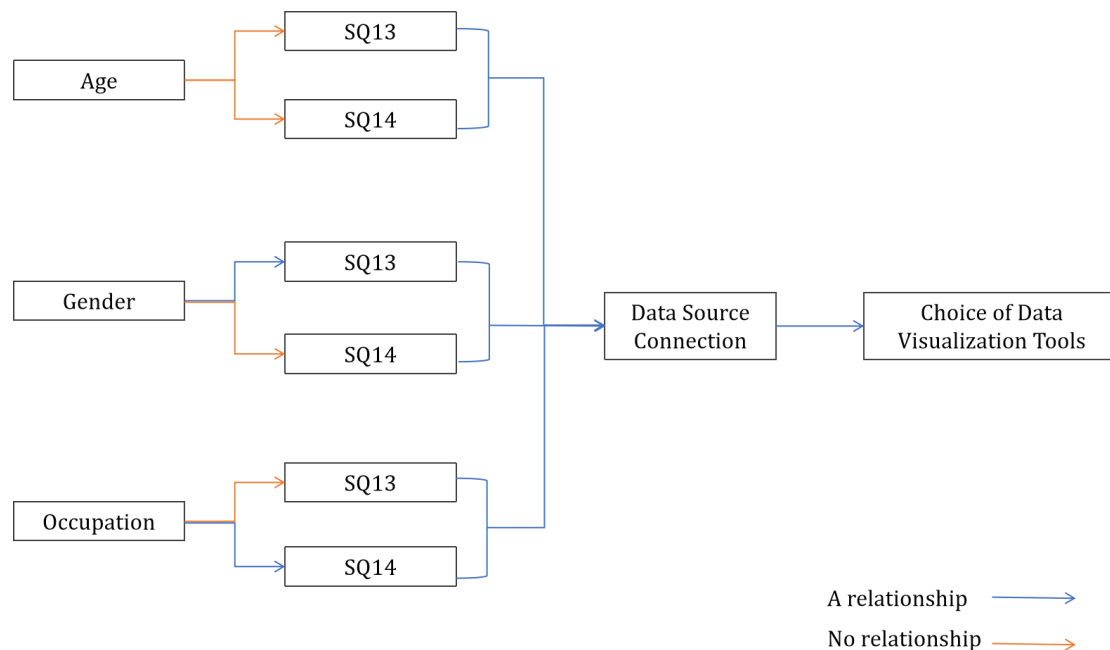 Age
SQ13
SQ14
Gender
SQ13
SQ14
Occupation
SQ13
SQ14
Data Source
Connection
Choice of Data
Visualization Tools
A relationship
No relationship